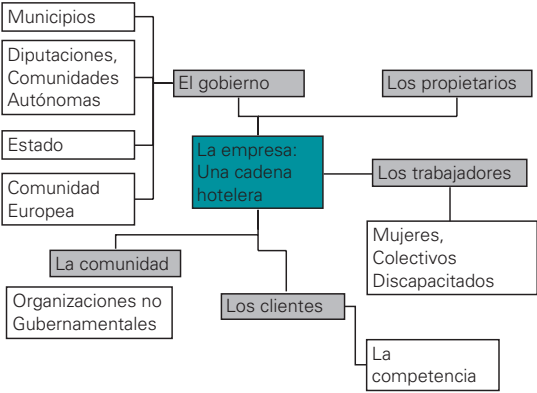 Municipios
Diputaciones,
Comunidades
Autónomas
Estado
Comunidad
Europea
El gobierno
Los propietarios
La empresa:
Una cadena
hotelera
Los trabajadores
Mujeres,
Colectivos
Discapacitados
La comunidad
Organizaciones no
Gubernamentales
Los clientes
La
competencia